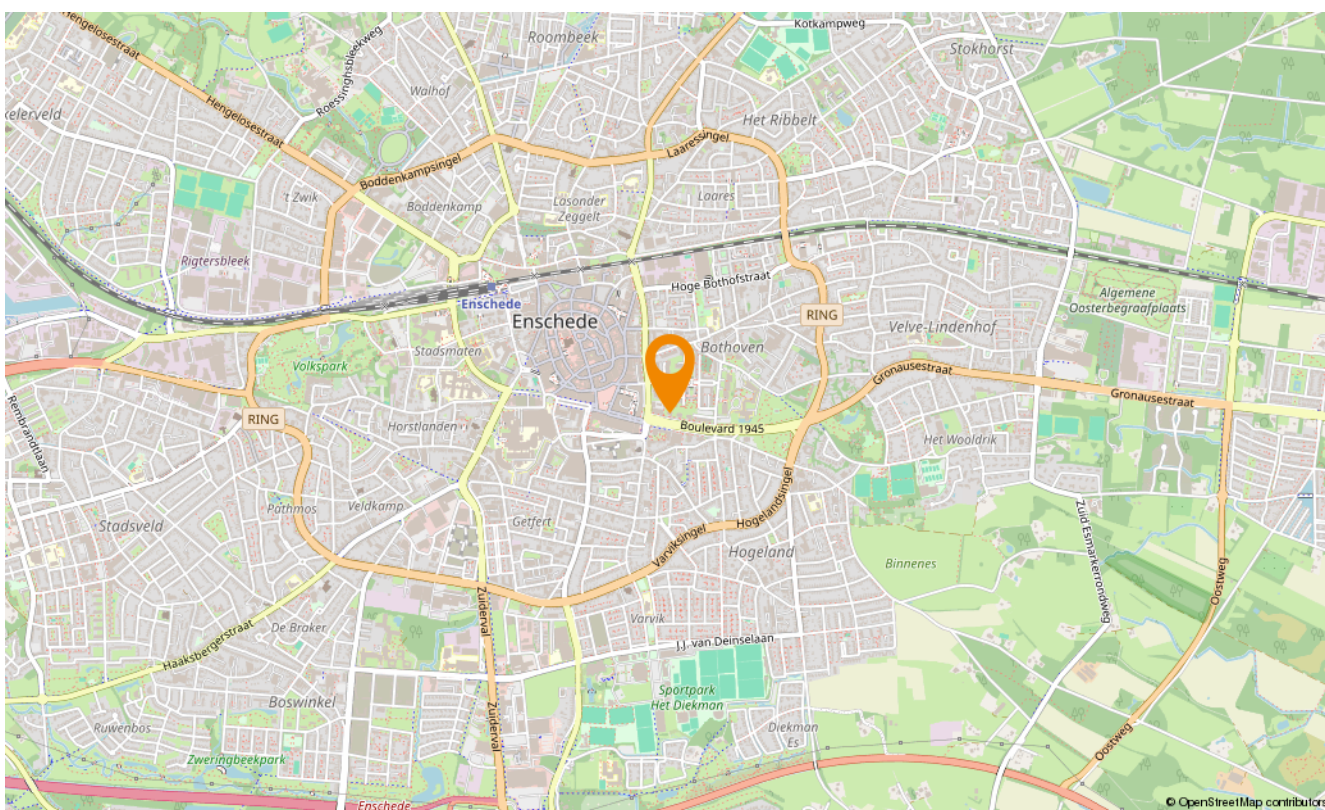 Kotkampweg
Hengelosestraat
Roombeek
Stokhorst
Roessinghsbleekweg
Walhof
Hengelosestraat
kelerveld
Het Ribbelt
Laaressingel
Boddenkampsingel
't Zwik
Boddenkamp
Lasonder
Zeggelt
Laares
Rigtersbleek
Hoge Bothofstraat
Algemene
Oosterbegraafplaats
Enschede
Enschede
RING
Velve-Lindenhof
Stadsmaten
Bothoven
Volkspark
Gronausestraat
Gronausestraat
Rembrandtlaan
RING
Horstlanden
Boulevard 1945
Het Wooldrik
Pathmos
Veldkamp
Stadsveld
Getfert
Hogelandsingel
Varviksingel
Hogeland
Zuid Esmarkerrondweg
Binnenes
Oostweg
Zuiderval
De Braker
Varvik
J.J. van Deinselaan
Haaksbergerstraat
Sportpark
Het Diekman
Boswinkel
Ruwenbos
Zuiderval
Diekman
Es
Oostweg
Zweringbeekpark
Enschede
© OpenStreetMap contributors